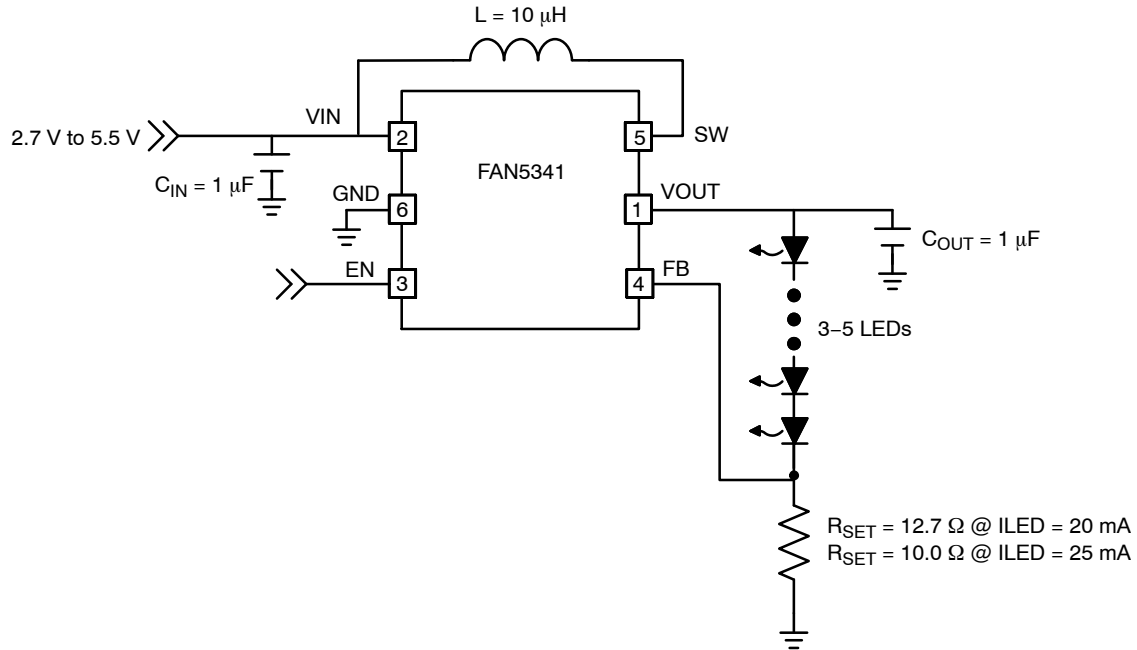 L = 10 μH
VIN
2.7 V to 5.5 V
2
5
SW
FAN5341
C_IN = 1 μF
GND
6
1
VOUT
C_OUT = 1 μF
EN
3
4
FB
3–5 LEDs
R_SET = 12.7 Ω @ ILED = 20 mA
R_SET = 10.0 Ω @ ILED = 25 mA